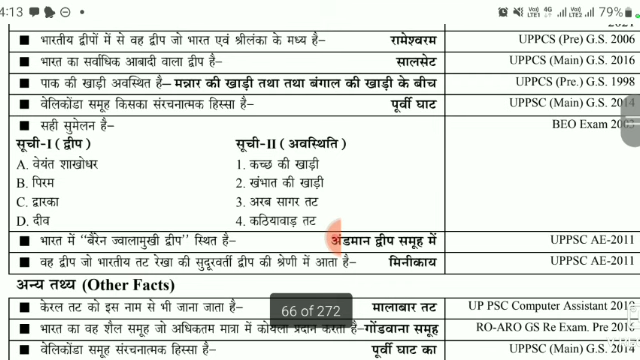 4:13 79%
■ भारतीय द्वीपों में से वह द्वीप जो भारत एवं श्रीलंका के मध्य है– रामेश्वरम UPPCS (Pre) G.S. 2006
■ भारत का सर्वाधिक आबादी वाला द्वीप है– सालसेट UPPCS (Main) G.S. 2016
■ पाक की खाड़ी अवस्थित है– मन्नार की खाड़ी तथा तथा बंगाल की खाड़ी के बीच UPPCS (Pre.) G.S. 1998
■ वेलिकोंडा समूह किसका संरचनात्मक हिस्सा है– पूर्वी घाट UPPSC (Main) G.S. 2014
■ सही सुमेलन है– BEO Exam
सूची-I (द्वीप) सूची-II (अवस्थिति)
A. वेयंत शाखोधर 1. कच्छ की खाड़ी
B. पिरम 2. खंभात की खाड़ी
C. द्वारका 3. अरब सागर तट
D. दीव 4. कठियावाड़ तट
■ भारत में "बैरेन ज्वालामुखी द्वीप" स्थित है– अंडमान द्वीप समूह में UPPSC AE-2011
■ वह द्वीप जो भारतीय तट रेखा की सुदूरवर्ती द्वीप की श्रेणी में आता है– मिनीकाय UPPSC AE-2011
अन्य तथ्य (Other Facts)
66 of 272
■ केरल तट को इस नाम से भी जाना जाता है– मालाबार तट UP PSC Computer Assistant
■ भारत का वह शैल समूह जो अधिकतम मात्रा में कोयला प्रदान करता है– गोंडवाना समूह RO-ARO GS Re Exam. Pre
■ वेलिकोंडा समूह संरचनात्मक हिस्सा है– पूर्वी घाट का UPPSC (Main) G.S.